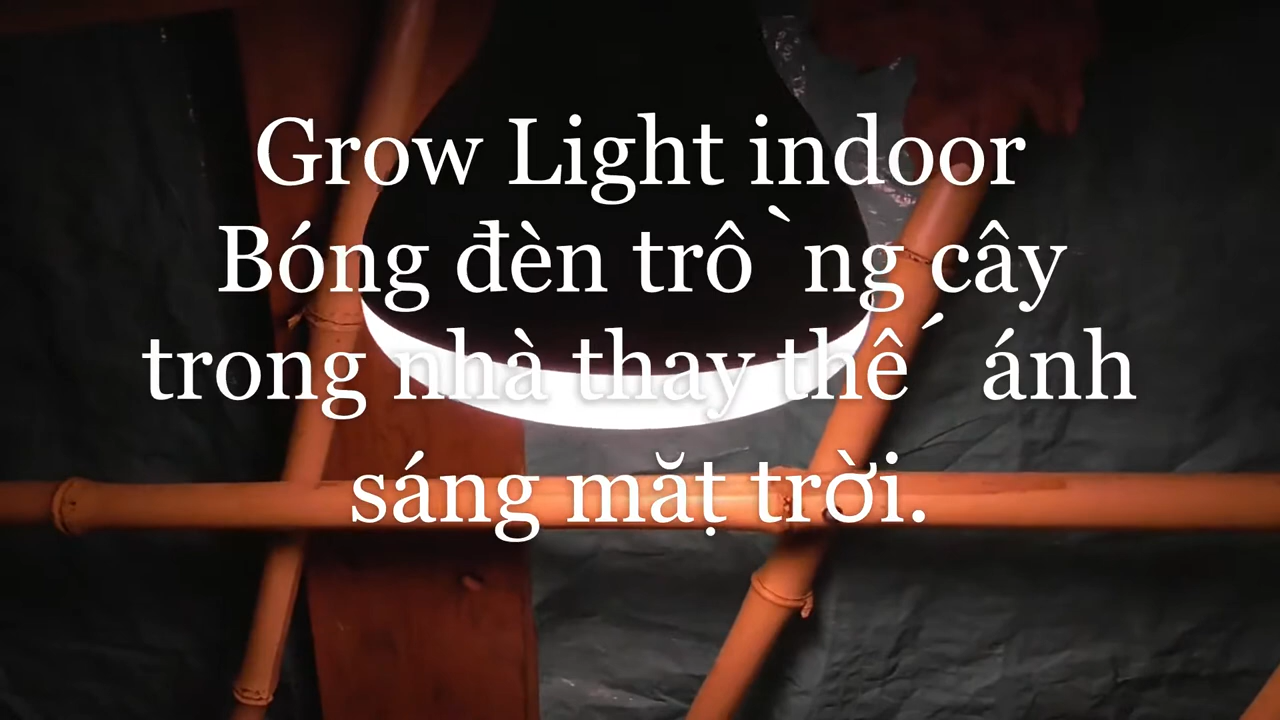 Grow Light indoor
Bóng đèn trồng cây
trong nhà thay thế ánh
sáng mặt trời.